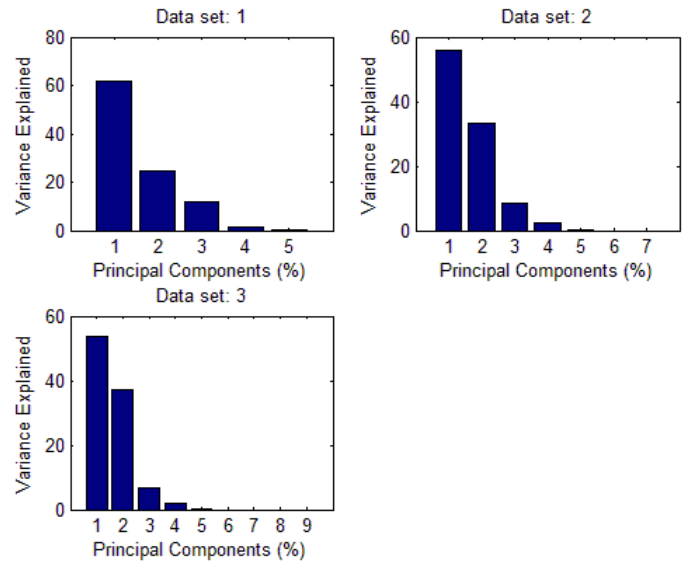 Data set: 1
80
60
40
20
0
Variance Explained
1 2 3 4 5
Principal Components (%)
Data set: 2
60
40
20
0
Variance Explained
1 2 3 4 5 6 7
Principal Components (%)
Data set: 3
60
40
20
0
Variance Explained
1 2 3 4 5 6 7 8 9
Principal Components (%)